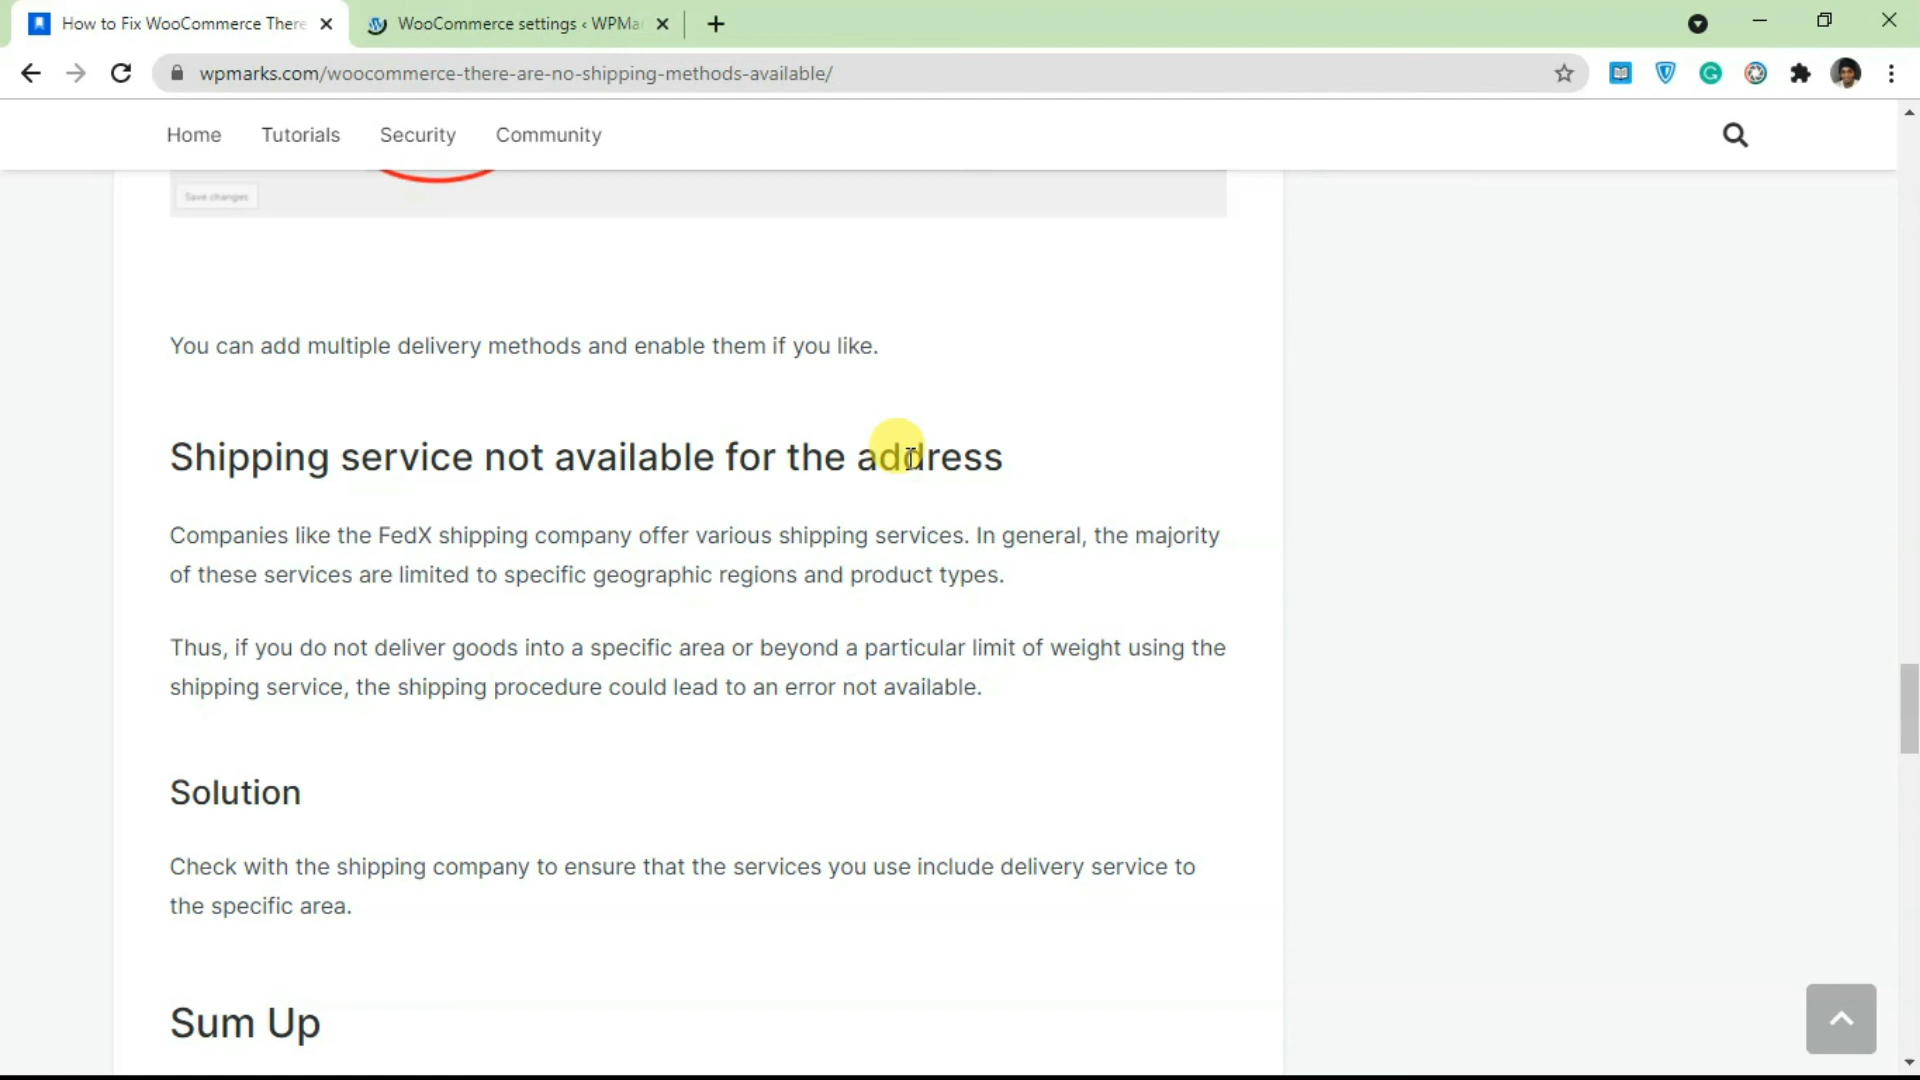 How to Fix WooCommerce There
WooCommerce settings ‹ WPMa
wpmarks.com/woocommerce-there-are-no-shipping-methods-available/
Home Tutorials Security Community
Save changes
You can add multiple delivery methods and enable them if you like.
Shipping service not available for the address
Companies like the FedX shipping company offer various shipping services. In general, the majority
of these services are limited to specific geographic regions and product types.
Thus, if you do not deliver goods into a specific area or beyond a particular limit of weight using the
shipping service, the shipping procedure could lead to an error not available.
Solution
Check with the shipping company to ensure that the services you use include delivery service to
the specific area.
Sum Up